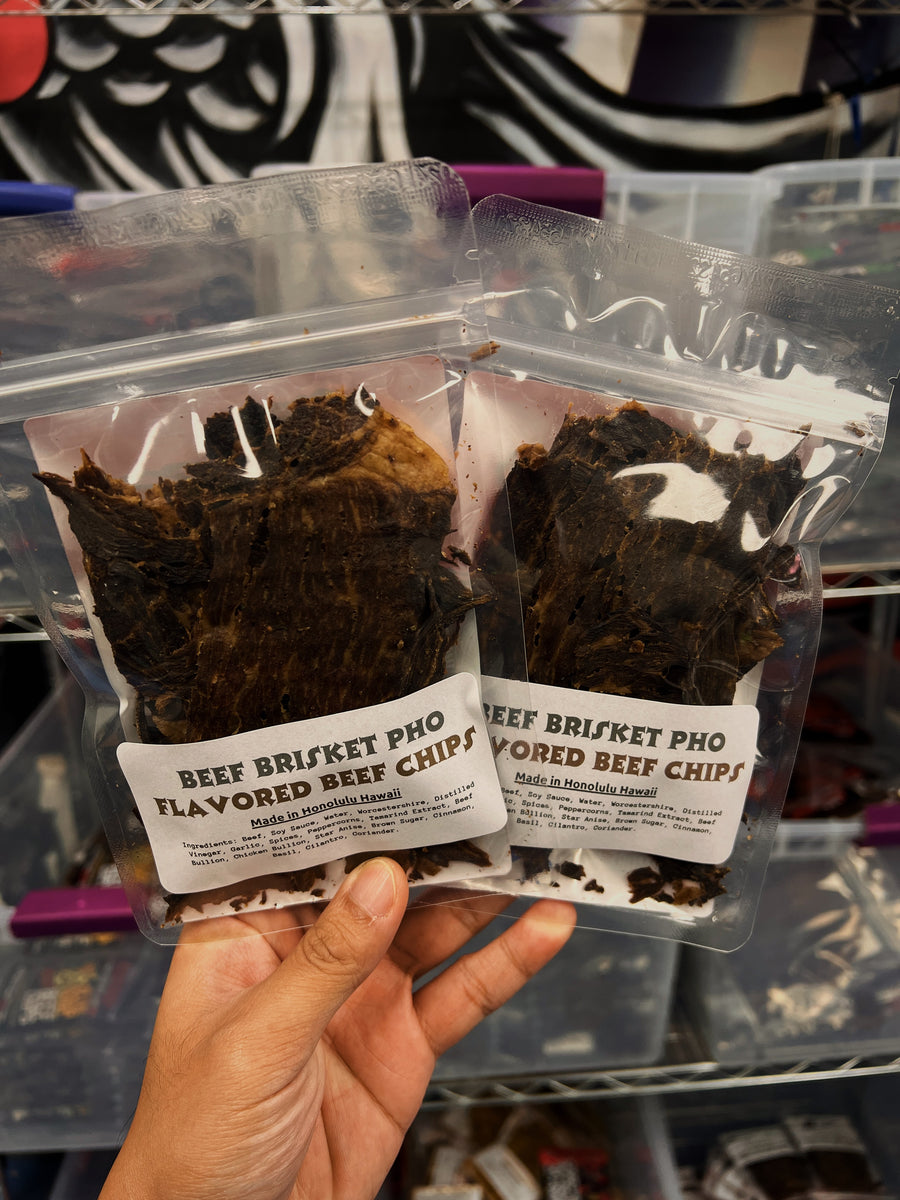 BEEF BRISKET PHO
FLAVORED BEEF CHIPS
Made in Honolulu Hawaii
Ingredients: Beef, Soy Sauce, Water, Worcestershire, Distilled
Vinegar, Garlic, Spices, Peppercorns, Tamarind Extract, Beef
Bullion, Chicken Bullion, Star Anise, Brown Sugar, Cinnamon,
Basil, Cilantro, Coriander.
BEEF BRISKET PHO
VORED BEEF CHIPS
Made in Honolulu Hawaii
Beef, Soy Sauce, Water, Worcestershire, Distilled
ic, Spices, Peppercorns, Tamarind Extract, Beef
en Bullion, Star Anise, Brown Sugar, Cinnamon,
Basil, Cilantro, Coriander.